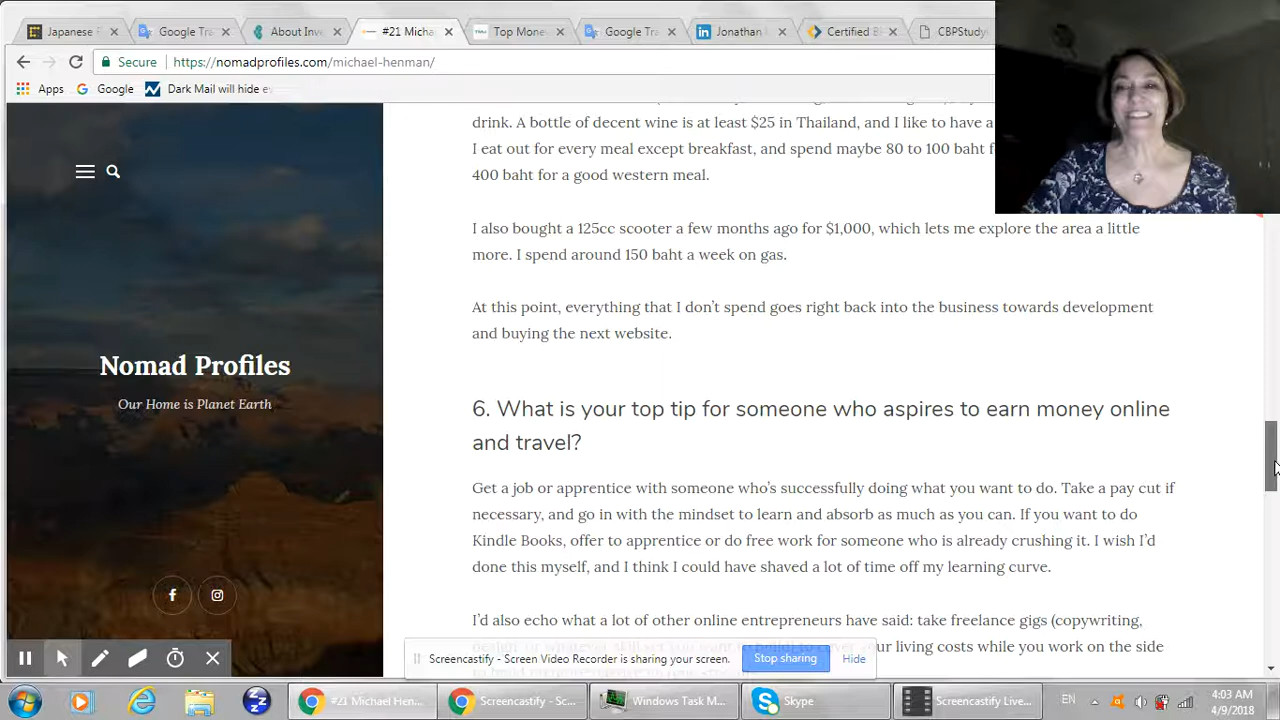 Japanese F
Google Tra
About Inve
#21 Micha
Top Mone
Google Tra
Jonathan
Certified Bl
CBPStudy
Secure
https://nomadprofiles.com/michael-henman/
Apps
Google
Dark Mail will hide
drink. A bottle of decent wine is at least $25 in Thailand, and I like to have a
I eat out for every meal except breakfast, and spend maybe 80 to 100 baht f
400 baht for a good western meal.
I also bought a 125cc scooter a few months ago for $1,000, which lets me explore the area a little
more. I spend around 150 baht a week on gas.
At this point, everything that I don't spend goes right back into the business towards development
and buying the next website.
Nomad Profiles
Our Home is Planet Earth
6. What is your top tip for someone who aspires to earn money online
and travel?
Get a job or apprentice with someone who's successfully doing what you want to do. Take a pay cut if
necessary, and go in with the mindset to learn and absorb as much as you can. If you want to do
Kindle Books, offer to apprentice or do free work for someone who is already crushing it. I wish I'd
done this myself, and I think I could have shaved a lot of time off my learning curve.
I'd also echo what a lot of other online entrepreneurs have said: take freelance gigs (copywriting,
your living costs while you work on the side
Screencastify - Screen Video Recorder is sharing your screen.
Stop sharing
Hide
#21 Michael Hen...
Screencastify - Sc...
Windows Task M...
Skype
Screencastify Live...
EN
4:03 AM
4/9/2018